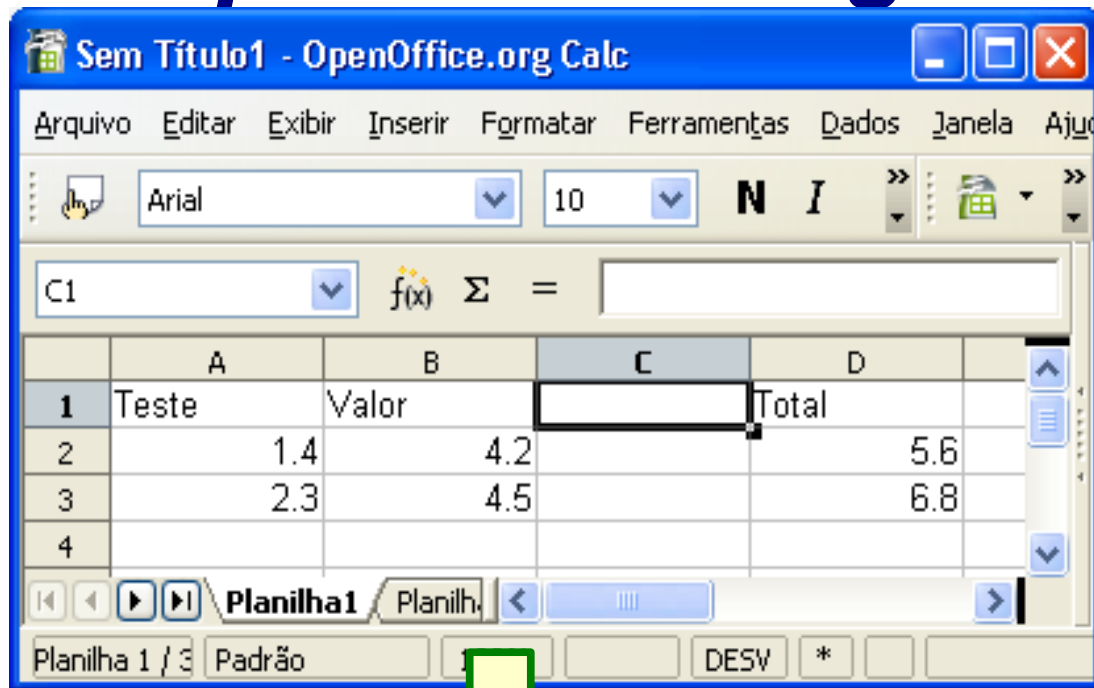 Sem Título1 - OpenOffice.org Calc
Arquivo Editar Exibir Inserir Formatar Ferramentas Dados Janela
Arial 10 N I
C1 f(x) Σ =
A B C D
1 Teste Valor Total
2 1.4 4.2 5.6
3 2.3 4.5 6.8
4
Planilha1
Planilha 1 / 3 Padrão DESV *